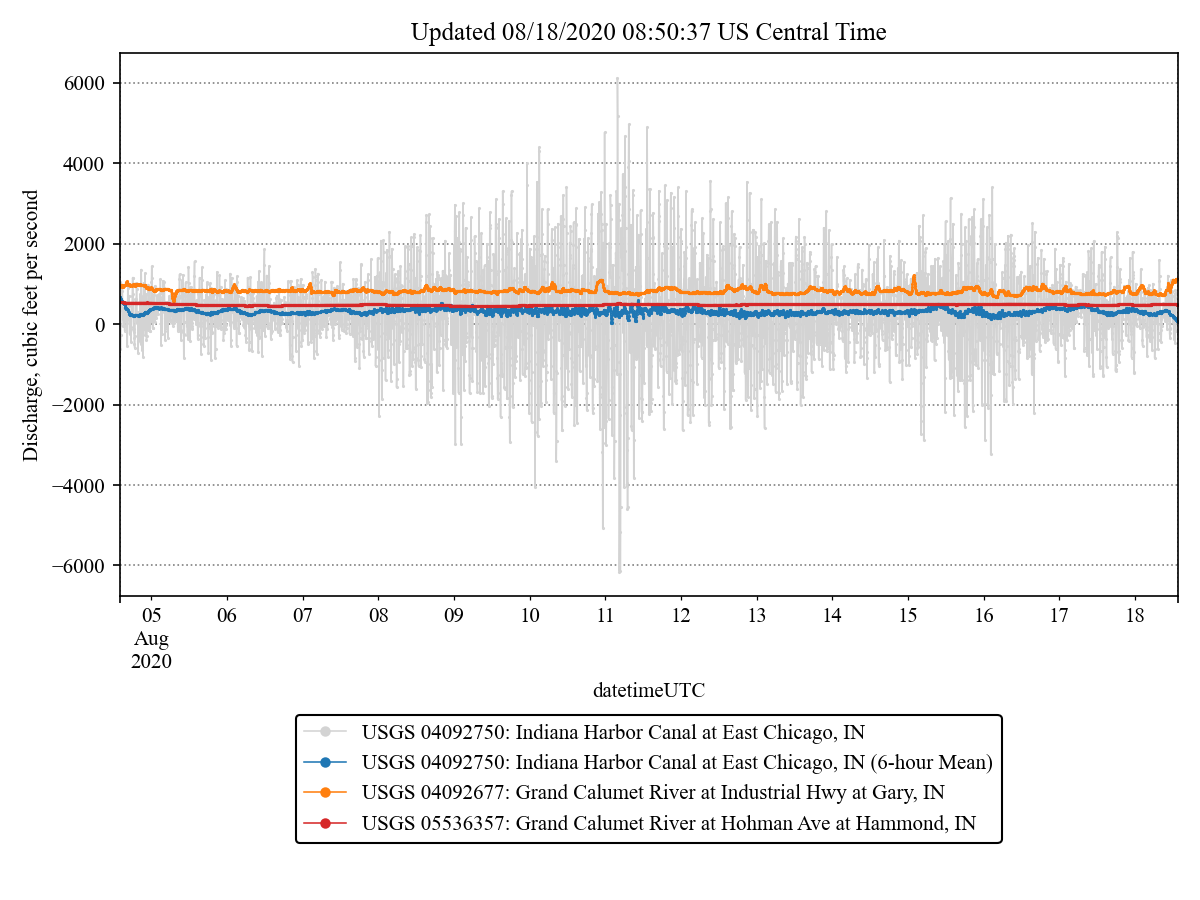 Updated 08/18/2020 08:50:37 US Central Time
Discharge, cubic feet per second
6000
4000
2000
0
−2000
−4000
−6000
05 06 07 08 09 10 11 12 13 14 15 16 17 18
Aug
2020
datetimeUTC
USGS 04092750: Indiana Harbor Canal at East Chicago, IN
USGS 04092750: Indiana Harbor Canal at East Chicago, IN (6-hour Mean)
USGS 04092677: Grand Calumet River at Industrial Hwy at Gary, IN
USGS 05536357: Grand Calumet River at Hohman Ave at Hammond, IN